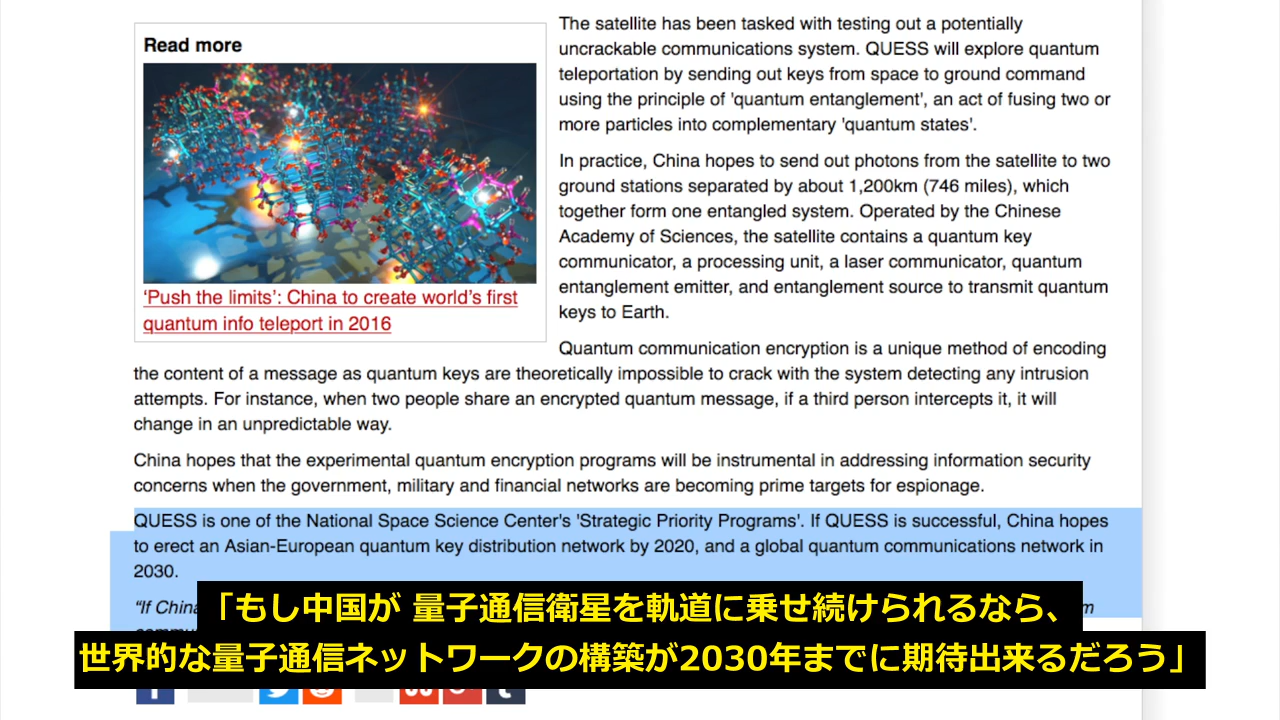 Read more
‘Push the limits’: China to create world’s first
quantum info teleport in 2016
The satellite has been tasked with testing out a potentially
uncrackable communications system. QUESS will explore quantum
teleportation by sending out keys from space to ground command
using the principle of 'quantum entanglement', an act of fusing two or
more particles into complementary 'quantum states'.
In practice, China hopes to send out photons from the satellite to two
ground stations separated by about 1,200km (746 miles), which
together form one entangled system. Operated by the Chinese
Academy of Sciences, the satellite contains a quantum key
communicator, a processing unit, a laser communicator, quantum
entanglement emitter, and entanglement source to transmit quantum
keys to Earth.
Quantum communication encryption is a unique method of encoding
the content of a message as quantum keys are theoretically impossible to crack with the system detecting any intrusion
attempts. For instance, when two people share an encrypted quantum message, if a third person intercepts it, it will
change in an unpredictable way.
China hopes that the experimental quantum encryption programs will be instrumental in addressing information security
concerns when the government, military and financial networks are becoming prime targets for espionage.
QUESS is one of the National Space Science Center's 'Strategic Priority Programs'. If QUESS is successful, China hopes
to erect an Asian-European quantum key distribution network by 2020, and a global quantum communications network in
2030.
“If China
「もし中国が 量子通信衛星を軌道に乗せ続けられるなら、
世界的な量子通信ネットワークの構築が2030年までに期待出来るだろう」